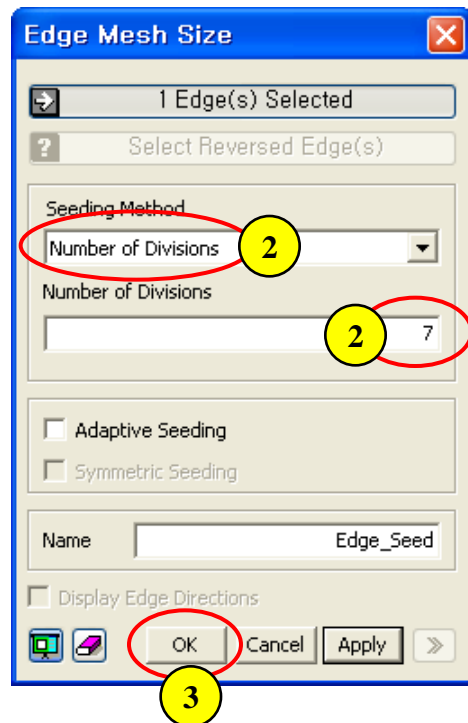 Edge Mesh Size
1 Edge(s) Selected
? Select Reversed Edge(s)
Seeding Method
Number of Divisions 2
Number of Divisions
2 7
Adaptive Seeding
Symmetric Seeding
Name Edge_Seed
Display Edge Directions
OK Cancel Apply »
3